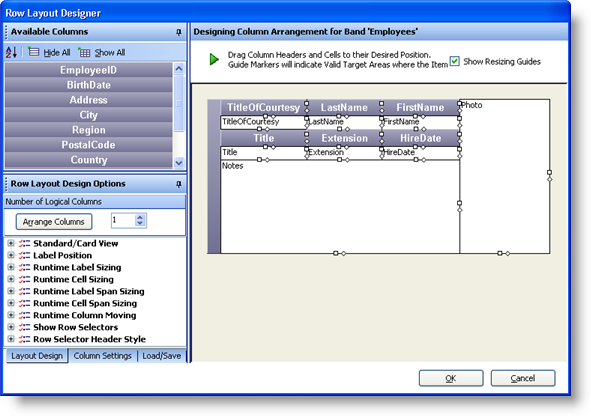 Row Layout Designer
Available Columns
Hide All Show All
EmployeeID
BirthDate
Address
City
Region
PostalCode
Country
Row Layout Design Options
Number of Logical Columns
Arrange Columns 1
Standard/Card View
Label Position
Runtime Label Sizing
Runtime Cell Sizing
Runtime Label Span Sizing
Runtime Cell Span Sizing
Runtime Column Moving
Show Row Selectors
Row Selector Header Style
Layout Design Column Settings Load/Save
Designing Column Arrangement for Band 'Employees'
Drag Column Headers and Cells to their Desired Position.
Guide Markers will indicate Valid Target Areas where the Item
Show Resizing Guides
TitleOfCourtesy LastName FirstName Photo
TitleOfCourtesy LastName FirstName
Title Extension HireDate
Title Extension HireDate
Notes
OK Cancel